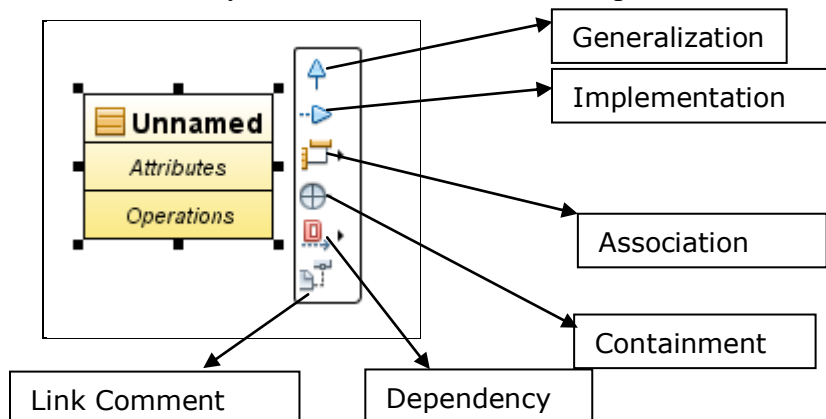 Generalization
Implementation
Unnamed
Attributes
Operations
Association
Containment
Link Comment
Dependency